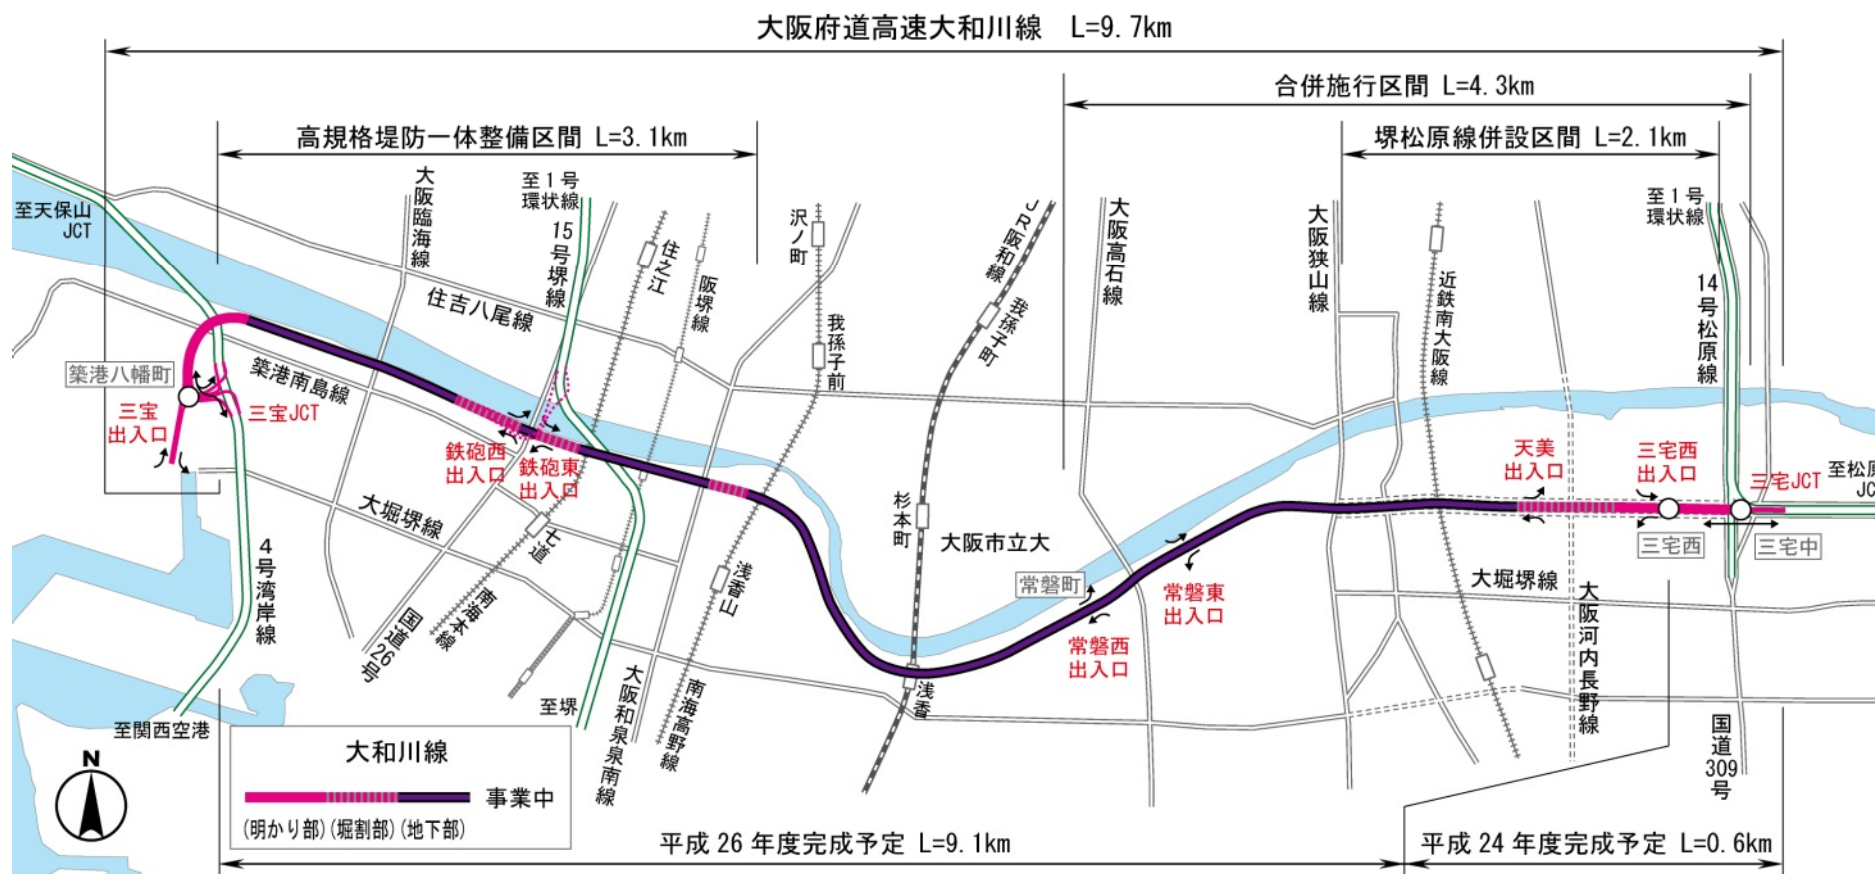 大阪府道高速大和川線 L=9.7km
合併施行区間 L=4.3km
高規格堤防一体整備区間 L=3.1km
堺松原線併設区間 L=2.1km
至天保山
JCT
大阪臨海線
至1号
環状線
15号堺線
住之江
阪堺線
沢ノ町
我孫子前
JR阪和線
我孫子町
大阪高石線
大阪狭山線
近鉄南大阪線
至1号
環状線
14号松原線
住吉八尾線
築港八幡町
築港南島線
三宝
出入口
三宝JCT
鉄砲西
出入口
鉄砲東
出入口
天美
出入口
三宅西
出入口
三宅JCT
至松原
JC
大堀堺線
七道
杉本町
大阪市立大
常磐町
常磐東
出入口
常磐西
出入口
三宅西
三宅中
大堀堺線
4号湾岸線
国道26号
南海本線
浅香山
浅香
大阪河内長野線
至堺
大阪和泉泉南線
南海高野線
国道
309
号
至関西空港
N
大和川線
事業中
(明かり部)(堀割部)(地下部)
平成26年度完成予定 L=9.1km
平成24年度完成予定 L=0.6km